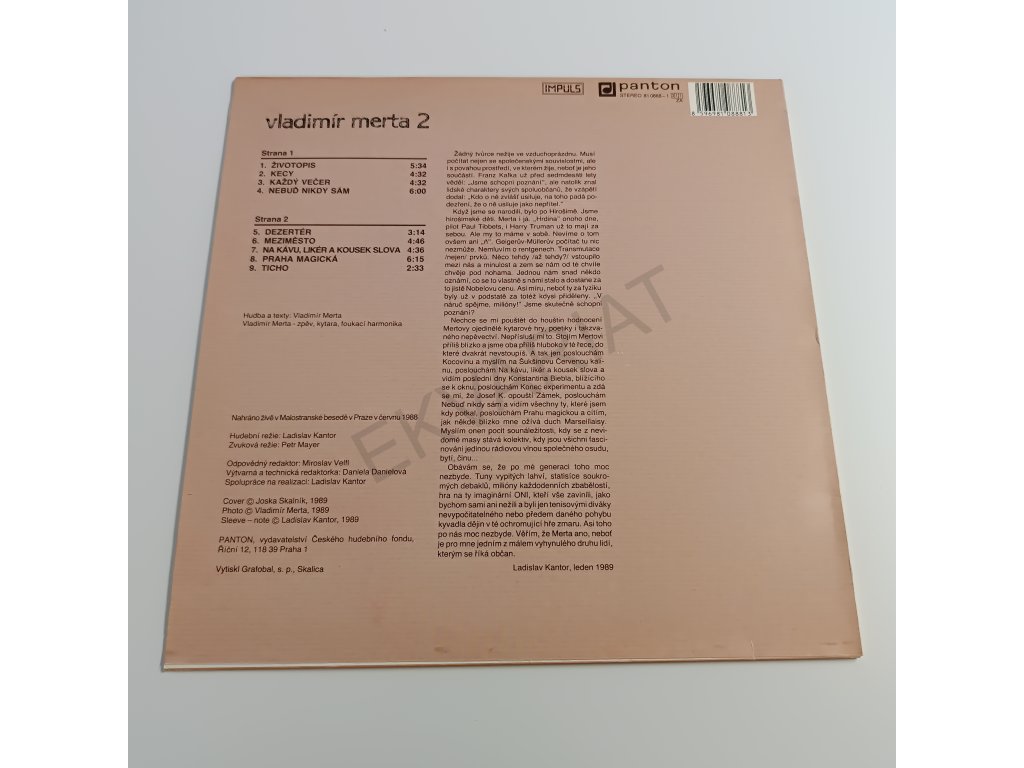 IMPULS
panton
STEREO 81 0868-1
ZA
vladimír merta 2
Strana 1
1. ŽIVOTOPIS 5:34
2. KECY 4:32
3. KAŽDÝ VEČER 4:32
4. NEBUĎ NIKDY SÁM 6:00
Strana 2
5. DEZERTÉR 3:14
6. MEZIMĚSTO 4:46
7. NA KÁVU, LIKÉR A KOUSEK SLOVA 4:36
8. PRAHA MAGICKÁ 6:15
9. TICHO 2:33
Hudba a texty: Vladimír Merta
Vladimír Merta – zpěv, kytara, foukací harmonika
Nahráno živě v Malostranské besedě v Praze v červnu 1988
Hudební režie: Ladislav Kantor
Zvuková režie: Petr Mayer
Odpovědný redaktor: Miroslav Velfl
Výtvarná a technická redaktorka: Daniela Danielová
Spolupráce na realizaci: Ladislav Kantor
Cover © Joska Skalník, 1989
Photo © Vladimír Merta, 1989
Sleeve – note © Ladislav Kantor, 1989
PANTON, vydavatelství Českého hudebního fondu,
Říční 12, 118 39 Praha 1
Vytiskl Grafobal, s. p., Skalica
Žádný tvůrce nežije ve vzduchoprázdnu. Musí
počítat nejen se společenskými souvislostmi, ale
i s povahou prostředí, ve kterém žije, neboť je jeho
součástí. Franz Kafka už před sedmdesáti lety
věděl: „Jsme schopni poznání", ale natolik znal
lidské charaktery svých spoluobčanů, že vzápětí
dodal: „Kdo o ně zvlášť usiluje, na toho padá po-
dezření, že o ně usiluje jako nepřítel."
Když jsme se narodili, bylo po Hirošimě. Jsme
hirošimské děti. Merta i já. „Hrdina" onoho dne,
pilot Paul Tibbets, i Harry Truman už to mají za
sebou. Ale my to máme v sobě. Nevíme o tom
ovšem ani „ň". Geigerův-Müllerův počítač tu nic
nezmůže. Nemluvím o rentgenech. Transmutace
/nejen/ prvků. Něco tehdy /až tehdy?/ vstoupilo
mezi nás a minulost a zem se nám od té chvíle
chvěje pod nohama. Jednou nám snad někdo
oznámí, co se to vlastně s námi stalo a dostane za
to jistě Nobelovu cenu. Asi míru, neboť ty za fyziku
byly už v podstatě za totéž kdysi přiděleny. „V
náruč spějme, milióny!" Jsme skutečně schopni
poznání?
Nechce se mi pouštět do houštin hodnocení
Mertovy ojedinělé kytarové hry, poetiky i takzva-
ného nepěvectví. Nepřísluší mi to. Stojím Mertovi
příliš blízko a jsme oba příliš hluboko v té řece, do
které dvakrát nevstoupíš. A tak jen poslouchám
Kocovinu a myslím na Šukšinovu Červenou kali-
nu, poslouchám Na kávu, likér a kousek slova a
vidím poslední dny Konstantina Biebla, blížícího
se k oknu, poslouchám Konec experimentu a zdá
se mi, že Josef K. opouští Zámek, poslouchám
Nebuď nikdy sám a vidím všechny ty, které jsem
kdy potkal, poslouchám Prahu magickou a cítím,
jak někde blízko mne ožívá duch Marseillaisy.
Myslím onen pocit sounáležitosti, kdy se z neví-
domé masy stává kolektiv, kdy jsou všichni fasci-
nováni jedinou rádiovou vlnou společného osudu,
bytí, činu...
Obávám se, že po mé generaci toho moc
nezbyde. Tuny vypitých lahví, statisíce soukro-
mých debaklů, milióny každodenních zbabělostí,
hra na ty imaginární ONI, kteří vše zavinili, jako
bychom sami ani nežili a byli jen tenisovými diváky
nevypočitatelného nebo předem daného pohybu
kyvadla dějin v té ochromující hře zmaru. Asi toho
po nás moc nezbyde. Věřím, že Merta ano, neboť
je pro mne jedním z málem vyhynulého druhu lidí,
kterým se říká občan.
Ladislav Kantor, leden 1989